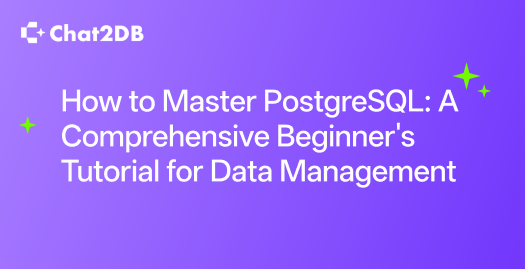 Chat2DB
How to Master PostgreSQL: A
Comprehensive Beginner's
Tutorial for Data Management